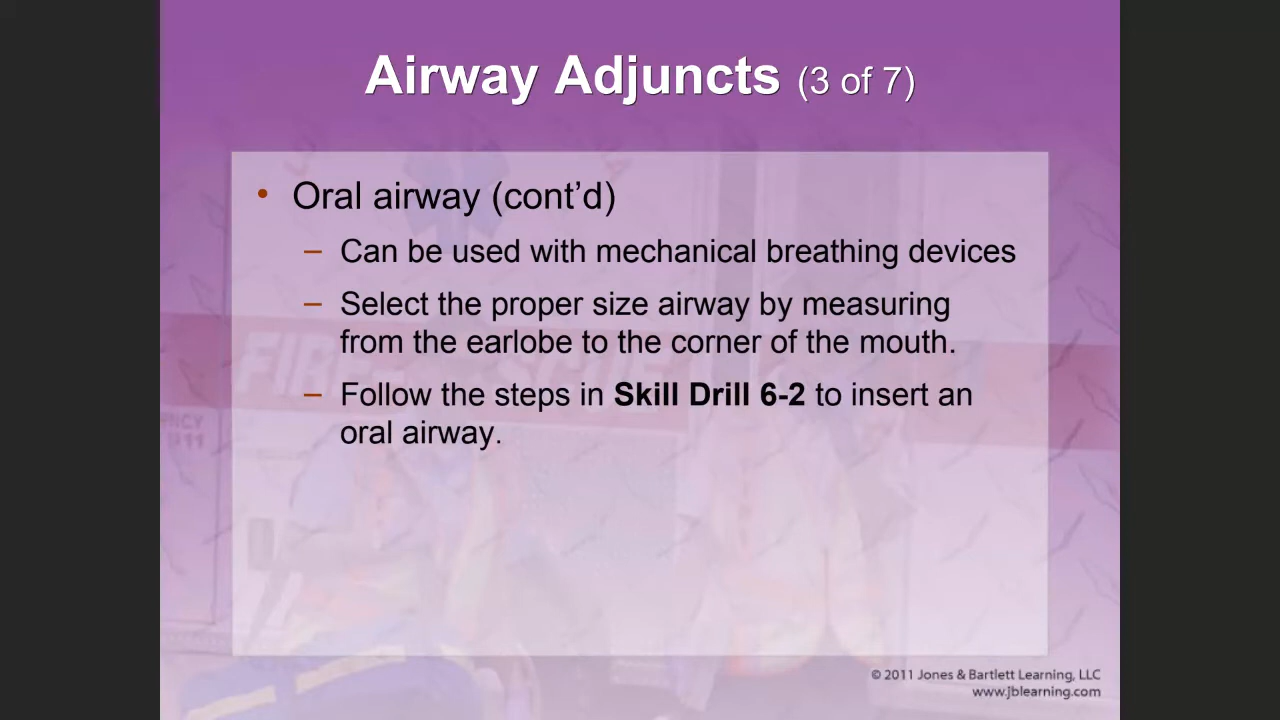 Airway Adjuncts (3 of 7)
• Oral airway (cont’d)
– Can be used with mechanical breathing devices
– Select the proper size airway by measuring
from the earlobe to the corner of the mouth.
– Follow the steps in Skill Drill 6-2 to insert an
oral airway.
© 2011 Jones & Bartlett Learning, LLC
www.jblearning.com